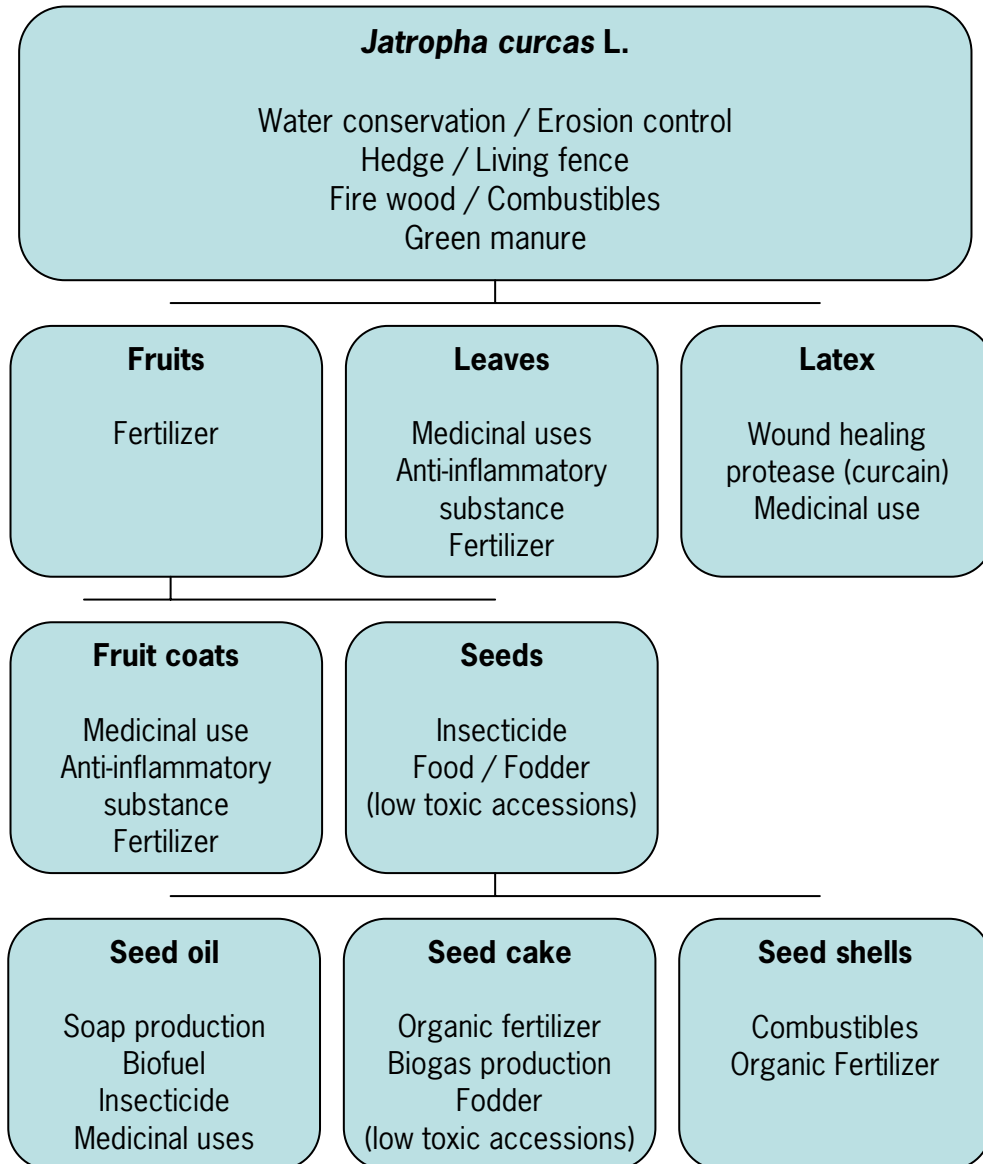 Jatropha curcas L.
Water conservation / Erosion control
Hedge / Living fence
Fire wood / Combustibles
Green manure
Fruits
Fertilizer
Leaves
Medicinal uses
Anti-inflammatory
substance
Fertilizer
Latex
Wound healing
protease (curcain)
Medicinal use
Fruit coats
Medicinal use
Anti-inflammatory
substance
Fertilizer
Seeds
Insecticide
Food / Fodder
(low toxic accessions)
Seed oil
Soap production
Biofuel
Insecticide
Medicinal uses
Seed cake
Organic fertilizer
Biogas production
Fodder
(low toxic accessions)
Seed shells
Combustibles
Organic Fertilizer